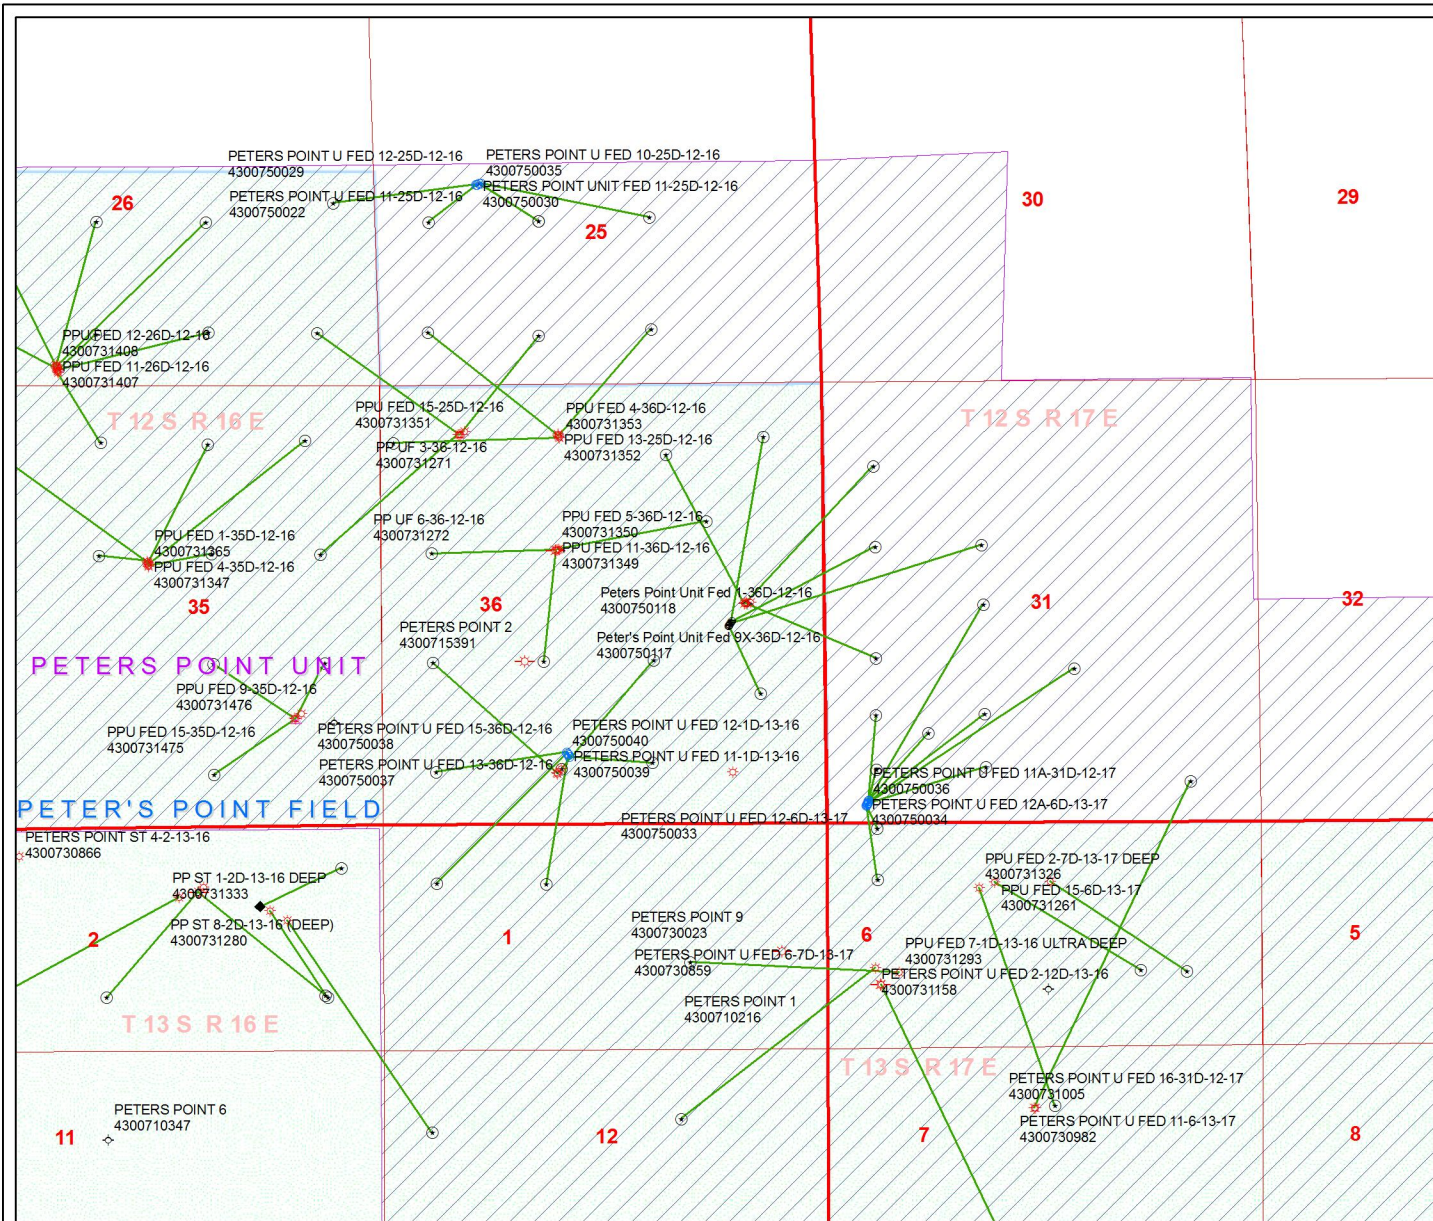 PETERS POINT U FED 12-25D-12-16
4300750029
PETERS POINT U FED 10-25D-12-16
4300750035
PETERS POINT U FED 11-25D-12-16
4300750022
PETERS POINT UNIT FED 11-25D-12-16
4300750030
26
25
30
29
PPU FED 12-26D-12-16
4300731408
PPU FED 11-26D-12-16
4300731407
T 12 S R 16 E
T 12 S R 17 E
PPU FED 15-25D-12-16
4300731351
PPU FED 4-36D-12-16
4300731353
PP UF 3-36-12-16
4300731271
PPU FED 13-25D-12-16
4300731352
PP UF 6-36-12-16
4300731272
PPU FED 5-36D-12-16
4300731350
PPU FED 11-36D-12-16
4300731349
PPU FED 1-35D-12-16
4300731365
PPU FED 4-35D-12-16
4300731347
35
36
31
32
Peters Point Unit Fed 1-36D-12-16
4300750118
Peter's Point Unit Fed 9X-36D-12-16
4300750117
PETERS POINT 2
4300715391
PETERS POINT UNIT
PPU FED 9-35D-12-16
4300731476
PPU FED 15-35D-12-16
4300731475
PETERS POINT U FED 15-36D-12-16
4300750038
PETERS POINT U FED 12-1D-13-16
4300750040
PETERS POINT U FED 13-36D-12-16
4300750037
PETERS POINT U FED 11-1D-13-16
4300750039
PETERS POINT U FED 11A-31D-12-17
4300750036
PETERS POINT U FED 12A-6D-13-17
4300750034
PETERS POINT U FED 12-6D-13-17
4300750033
PETER'S POINT FIELD
PETERS POINT ST 4-2-13-16
4300730866
PP ST 1-2D-13-16 DEEP
4300731333
PP ST 8-2D-13-16 (DEEP)
4300731280
PPU FED 2-7D-13-17 DEEP
4300731326
PPU FED 15-6D-13-17
4300731261
2
1
6
5
PETERS POINT 9
4300730023
PETERS POINT U FED 6-7D-13-17
4300730859
PPU FED 7-1D-13-16 ULTRA DEEP
4300731293
PETERS POINT U FED 2-12D-13-16
4300731158
PETERS POINT 1
4300710216
T 13 S R 16 E
T 13 S R 17 E
PETERS POINT U FED 16-31D-12-17
4300731005
PETERS POINT U FED 11-6-13-17
4300730982
PETERS POINT 6
4300710347
11
12
7
8